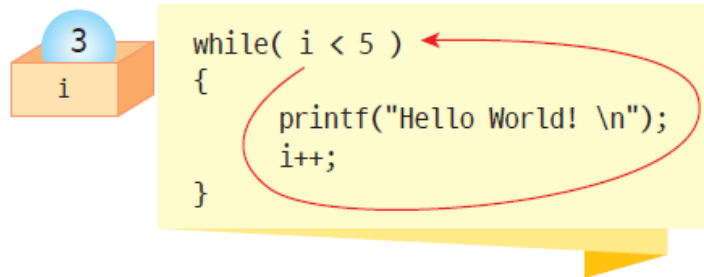 3
i
while( i < 5 )
{
printf("Hello World! \n");
i++;
}